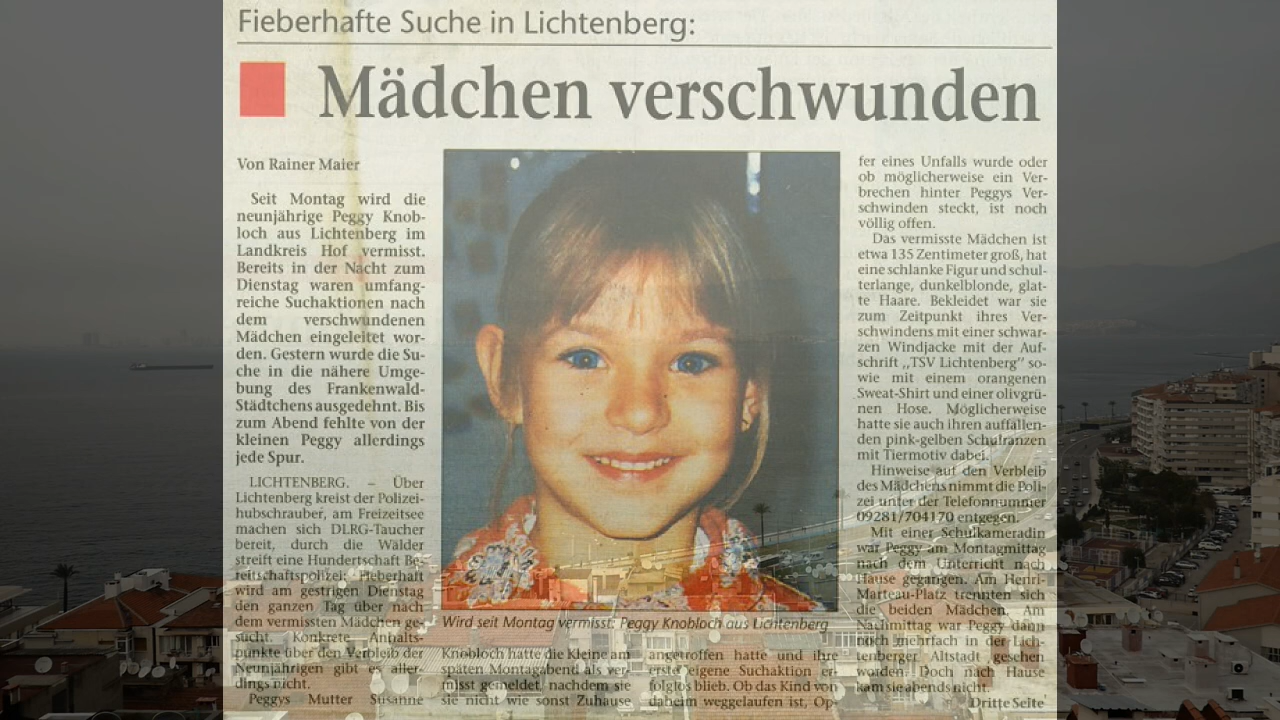 Fieberhafte Suche in Lichtenberg:
Mädchen verschwunden
Von Rainer Maier
Seit Montag wird die
neunjährige Peggy Knob-
loch aus Lichtenberg im
Landkreis Hof vermisst.
Bereits in der Nacht zum
Dienstag waren umfang-
reiche Suchaktionen nach
dem verschwundenen
Mädchen eingeleitet wor-
den. Gestern wurde die Su-
che in die nähere Umge-
bung des Frankenwald-
Städtchens ausgedehnt. Bis
zum Abend fehlte von der
kleinen Peggy allerdings
jede Spur.
LICHTENBERG. – Über
Lichtenberg kreist der Polizei-
hubschrauber, am Freizeitsee
machen sich DLRG-Taucher
bereit, durch die Wälder
streift eine Hundertschaft Be-
reitschaftspolizei: Fieberhaft
wird am gestrigen Dienstag
den ganzen Tag über nach
dem vermissten Mädchen ge-
sucht. Konkrete Anhalts-
punkte über den Verbleib der
Neunjährigen gibt es aller-
dings nicht.
Peggys Mutter Susanne
Wird seit Montag vermisst: Peggy Knobloch aus Lichtenberg
Knobloch hatte die Kleine am
späten Montagabend als ver-
misst gemeldet, nachdem sie
sie nicht wie sonst Zuhause
angetroffen hatte und ihre
erste eigene Suchaktion er-
folglos blieb. Ob das Kind von
daheim weggelaufen ist, Op-
fer eines Unfalls wurde oder
ob möglicherweise ein Ver-
brechen hinter Peggys Ver-
schwinden steckt, ist noch
völlig offen.
Das vermisste Mädchen ist
etwa 135 Zentimeter groß, hat
eine schlanke Figur und schul-
terlange, dunkelblonde, glat-
te Haare. Bekleidet war sie
zum Zeitpunkt ihres Ver-
schwindens mit einer schwar-
zen Windjacke mit der Auf-
schrift „TSV Lichtenberg” so-
wie mit einem orangenen
Sweat-Shirt und einer olivgrü-
nen Hose. Möglicherweise
hatte sie auch ihren auffallen-
den pink-gelben Schulranzen
mit Tiermotiv dabei.
Hinweise auf den Verbleib
des Mädchens nimmt die Poli-
zei unter der Telefonnummer
09281/704170 entgegen.
Mit einer Schulkameradin
war Peggy am Montagmittag
nach dem Unterricht nach
Hause gegangen. Am Henri-
Marteau-Platz trennten sich
die beiden Mädchen. Am
Nachmittag war Peggy dann
noch mehrfach in der Lich-
tenberger Altstadt gesehen
worden. Doch nach Hause
kam sie abends nicht.
Dritte Seite